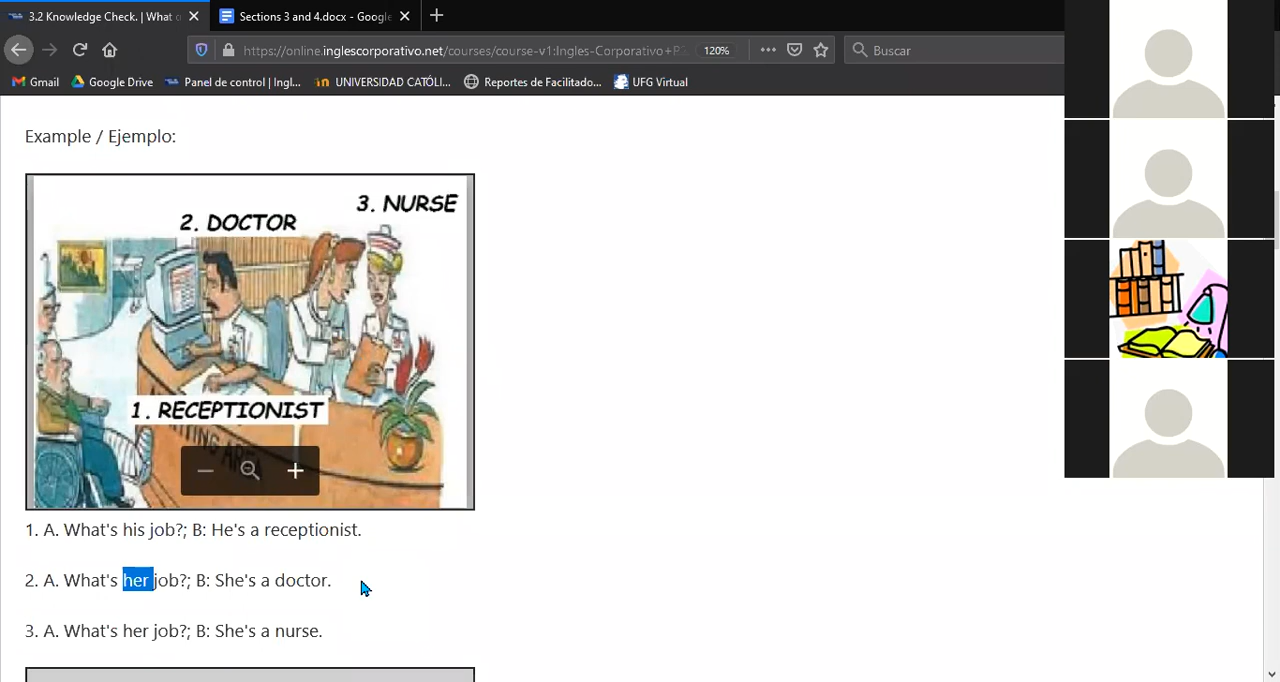 3.2 Knowledge Check. | What o
Sections 3 and 4.docx - Google
https://online.inglescorporativo.net/courses/course-v1:Ingles-Corporativo+P
120%
Buscar
Gmail
Google Drive
Panel de control | Ingl...
UNIVERSIDAD CATÓLI...
Reportes de Facilitado...
UFG Virtual
Example / Ejemplo:
3. NURSE
2. DOCTOR
1. RECEPTIONIST
1. A. What's his job?; B: He's a receptionist.
2. A. What's her job?; B: She's a doctor.
3. A. What's her job?; B: She's a nurse.